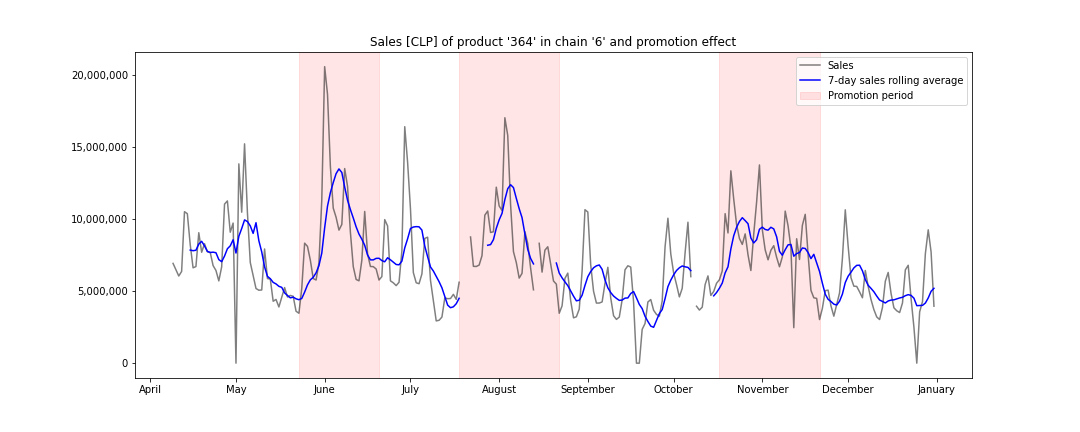 Sales [CLP] of product '364' in chain '6' and promotion effect
Sales
7-day sales rolling average
Promotion period
20,000,000
15,000,000
10,000,000
5,000,000
0
April May June July August September October November December January